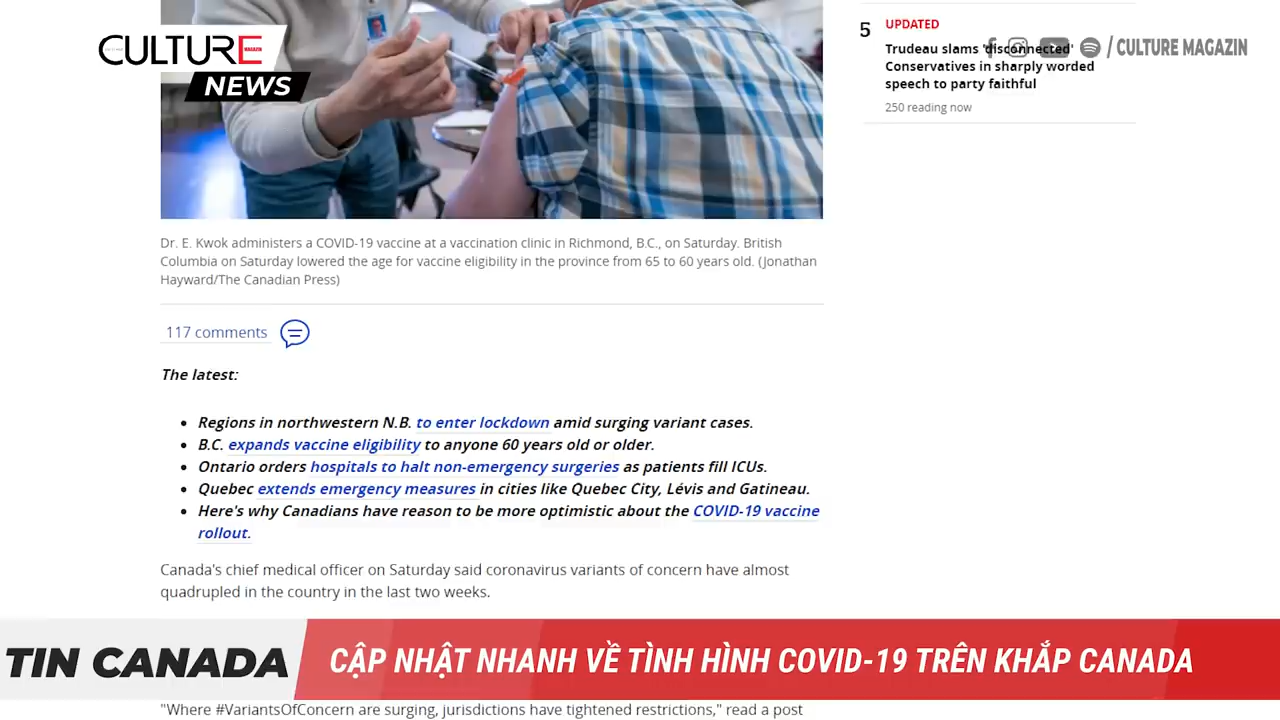 CULTURE
MAGAZIN
NEWS
5
UPDATED
Trudeau slams 'disconnected'
Conservatives in sharply worded
speech to party faithful
250 reading now
/ CULTURE MAGAZIN
Dr. E. Kwok administers a COVID-19 vaccine at a vaccination clinic in Richmond, B.C., on Saturday. British
Columbia on Saturday lowered the age for vaccine eligibility in the province from 65 to 60 years old. (Jonathan
Hayward/The Canadian Press)
117 comments
The latest:
• Regions in northwestern N.B. to enter lockdown amid surging variant cases.
• B.C. expands vaccine eligibility to anyone 60 years old or older.
• Ontario orders hospitals to halt non-emergency surgeries as patients fill ICUs.
• Quebec extends emergency measures in cities like Quebec City, Lévis and Gatineau.
• Here's why Canadians have reason to be more optimistic about the COVID-19 vaccine
rollout.
Canada's chief medical officer on Saturday said coronavirus variants of concern have almost
quadrupled in the country in the last two weeks.
TIN CANADA
CẬP NHẬT NHANH VỀ TÌNH HÌNH COVID-19 TRÊN KHẮP CANADA
"Where #VariantsOfConcern are surging, jurisdictions have tightened restrictions," read a post